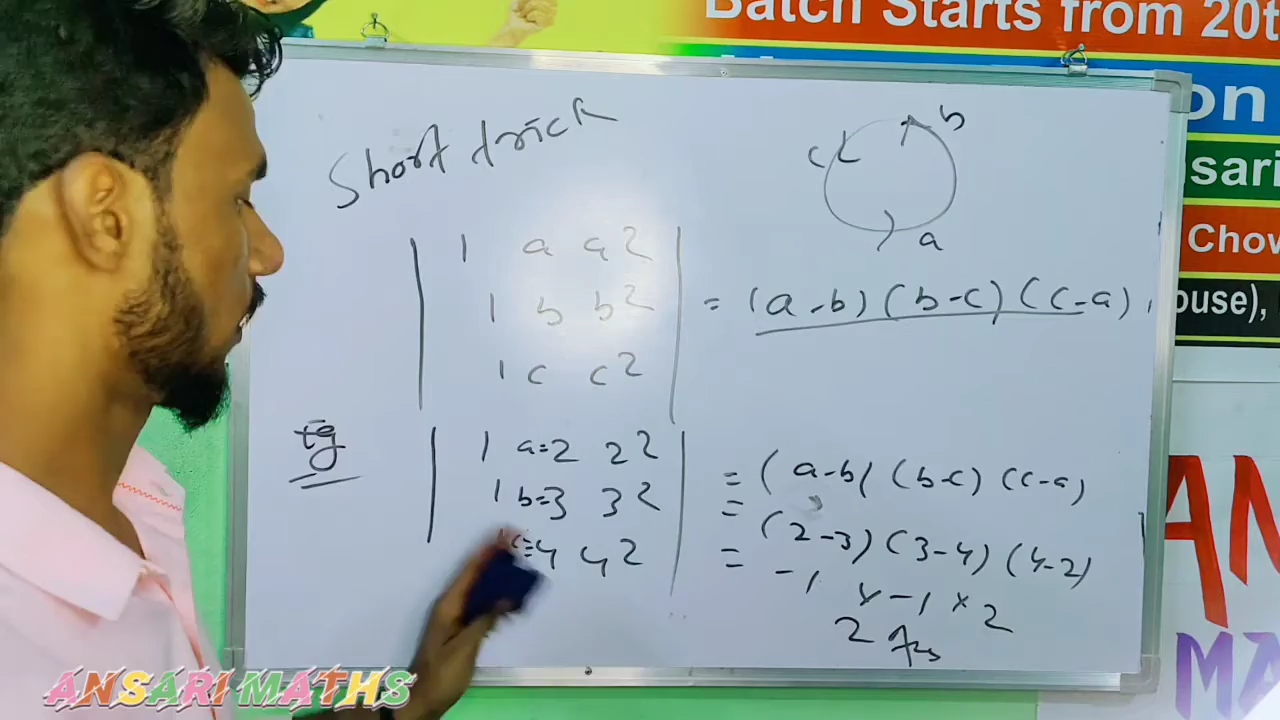 Batch Starts from 20t
on
sari
Chow
ouse),
AN
MA
Short trick
b
c
a
| 1 a a² |
| 1 b b² | = (a-b) (b-c) (c-a)
| 1 c c² |
Eg
| 1 a=2 2² | = (a-b( (b-c) (c-a)
| 1 b=3 3² | = (2-3) (3-4) (4-2)
| 1 c=4 4² | = -1 x -1 x 2
2 Ans
ANSARI MATHS